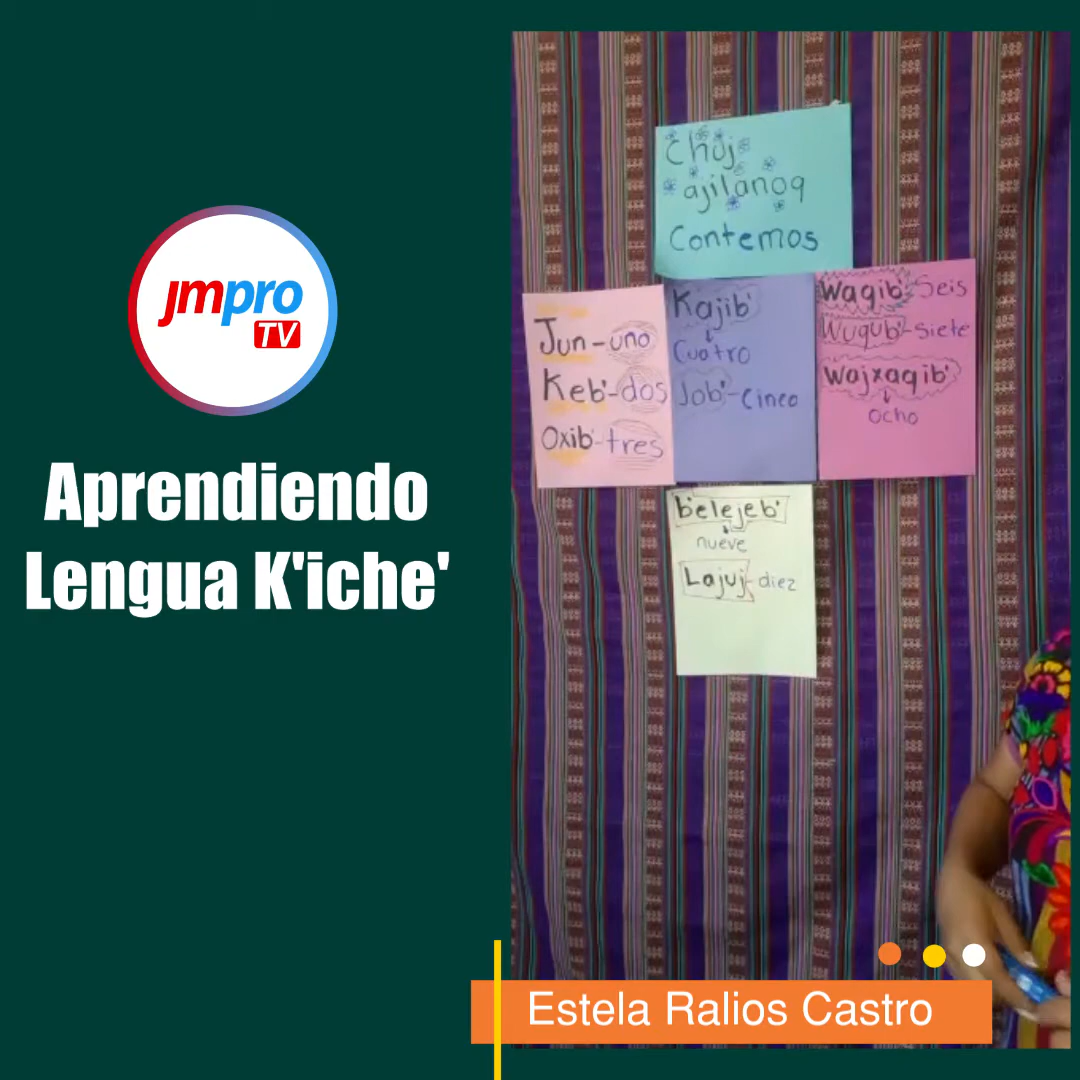 jmpro
TV
Aprendiendo
Lengua K'iche'
Chuj
ajilanoq
Contemos
Jun-uno
Keb'-dos
Oxib'-tres
Kajib'
Cuatro
Job'-Cinco
Waqib'-Seis
Wuqub'-Siete
Wajxaqib'
ocho
b'elejeb'
nueve
Lajuj-diez
Estela Ralios Castro